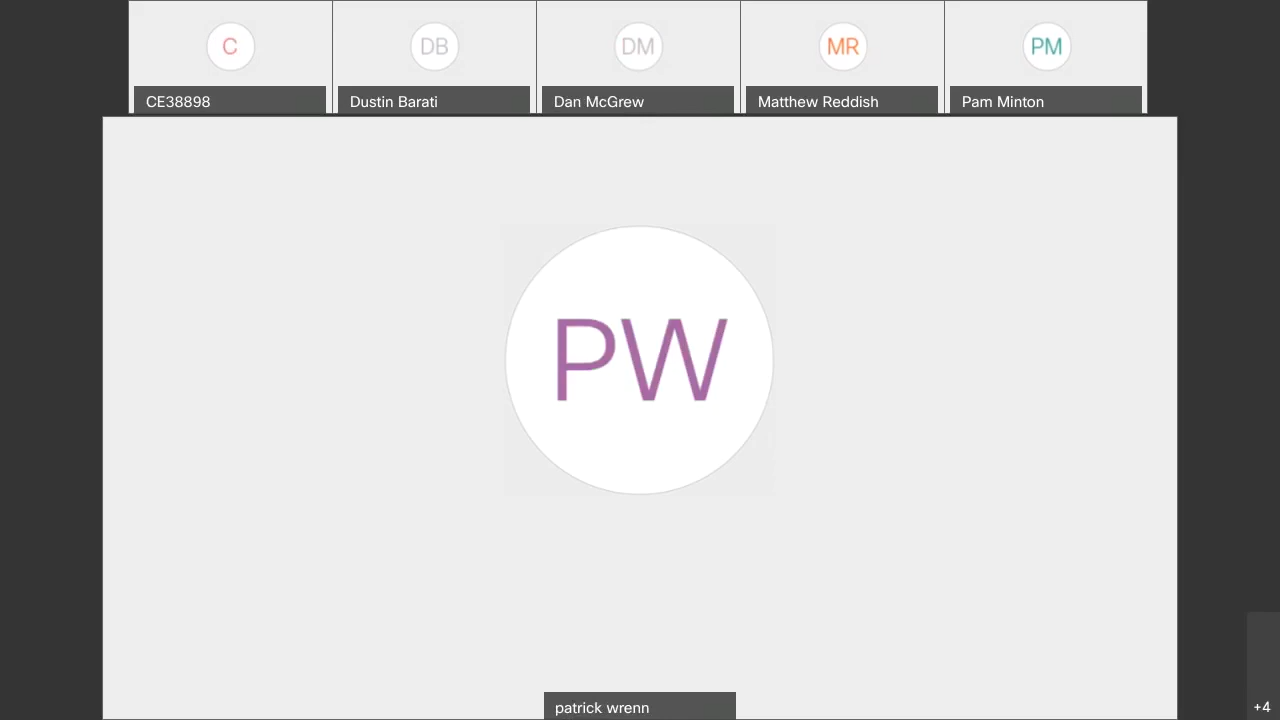 C
DB
DM
MR
PM
CE38898
Dustin Barati
Dan McGrew
Matthew Reddish
Pam Minton
PW
patrick wrenn
+4